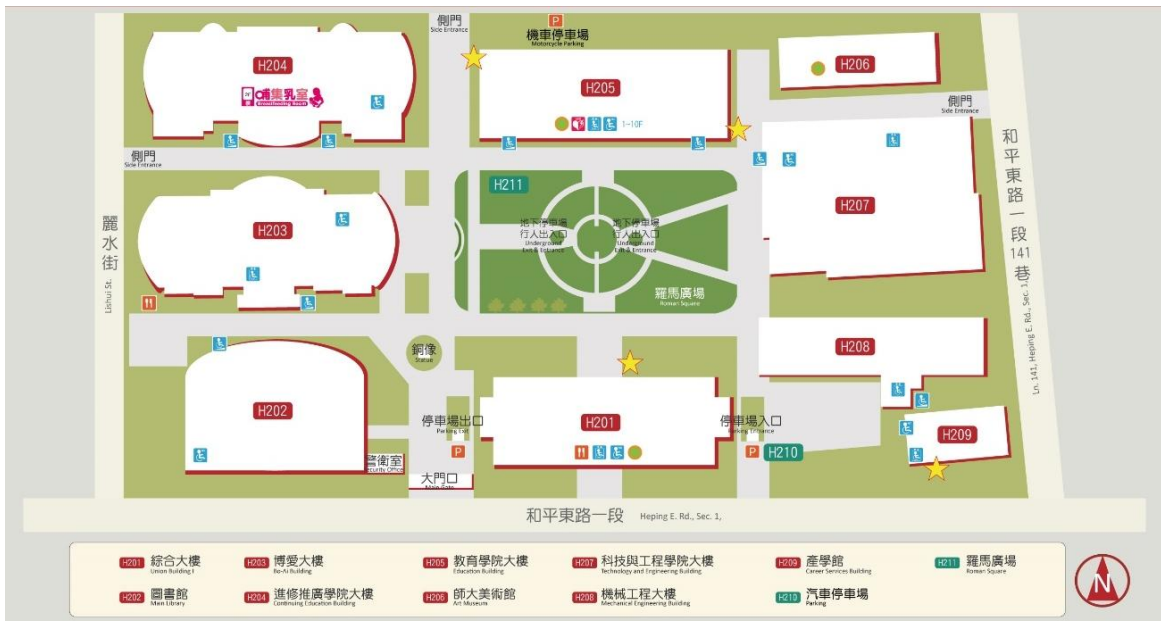 側門
Side Entrance
P
機車停車場
Motorcycle Parking
H204
哺集乳室
Breastfeeding Room
H205
1~10F
H206
側門
Side Entrance
側門
Side Entrance
H211
H207
和平東路一段141巷
Ln. 141, Heping E. Rd., Sec. 1,
麗水街
Lishui St.
H203
地下停車場
行人出入口
Underground
Exit & Entrance
地下停車場
行人出入口
Underground
Exit & Entrance
羅馬廣場
Roman Square
銅像
Statue
H208
H202
停車場出口
Parking Exit
P
H201
停車場入口
Parking Entrance
P
H210
H209
警衛室
Security Office
大門口
Main Gate
和平東路一段 Heping E. Rd., Sec. 1,
H201 綜合大樓
Union Building I
H203 博愛大樓
Bo-Ai Building
H205 教育學院大樓
Education Building
H207 科技與工程學院大樓
Technology and Engineering Building
H209 產學館
Career Services Building
H211 羅馬廣場
Roman Square
H202 圖書館
Main Library
H204 進修推廣學院大樓
Continuing Education Building
H206 師大美術館
Art Museum
H208 機械工程大樓
Mechanical Engineering Building
H210 汽車停車場
Parking
N